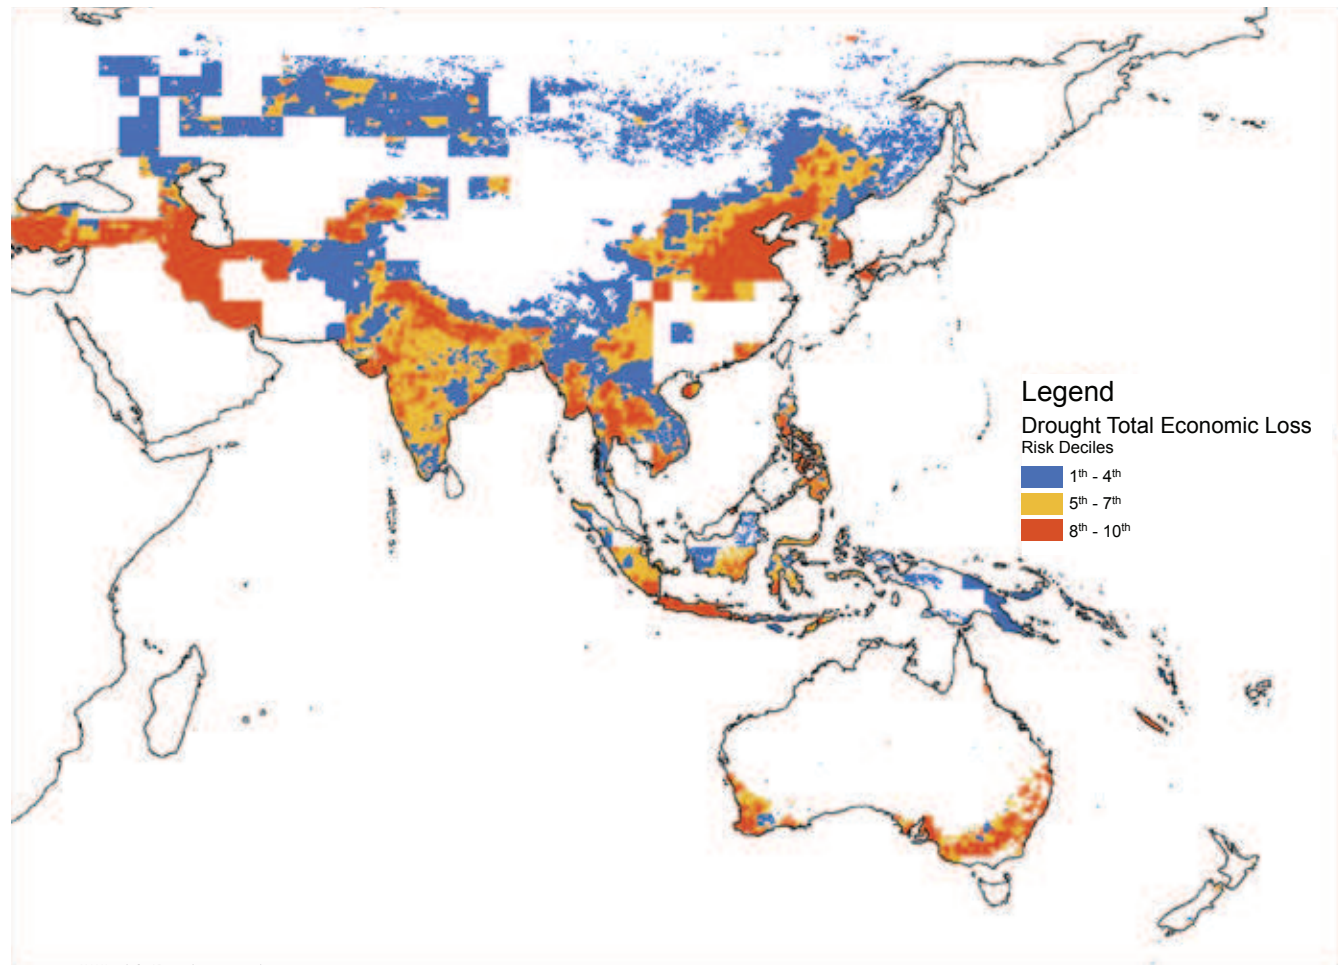 Legend
Drought Total Economic Loss
Risk Deciles
1th - 4th
5th - 7th
8th - 10th